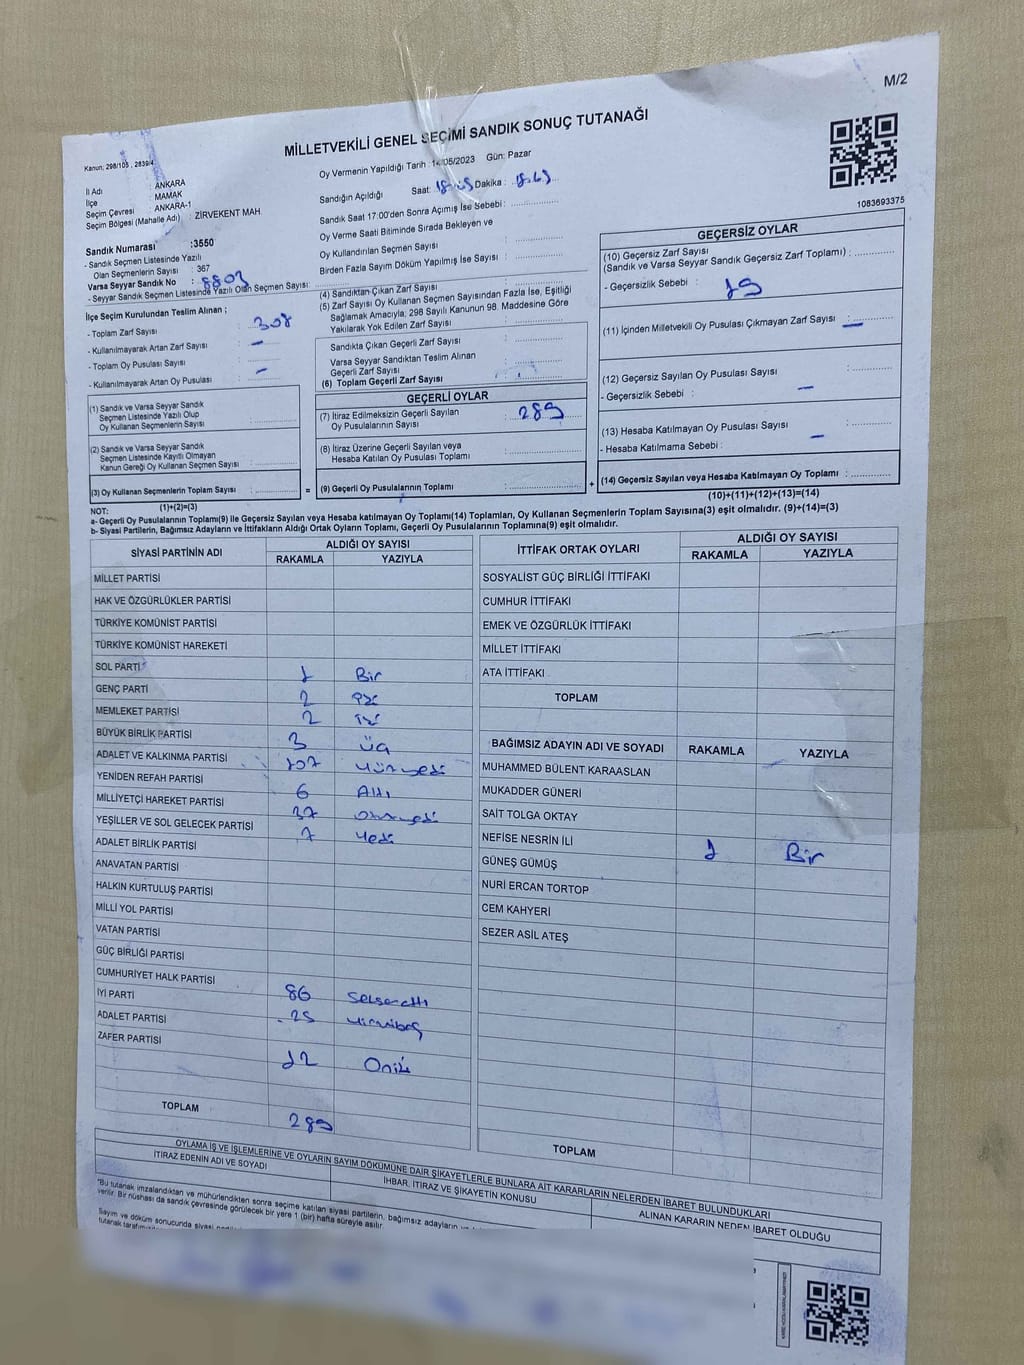 M/2
MİLLETVEKİLİ GENEL SEÇİMİ SANDIK SONUÇ TUTANAĞI
Kanun: 298/105 , 2839/4
Oy Vermenin Yapıldığı Tarih : 14/05/2023 Gün: Pazar
İl Adı : ANKARA
İlçe : MAMAK
Seçim Çevresi : ANKARA-1
Seçim Bölgesi (Mahalle Adı) : ZİRVEKENT MAH
Sandığın Açıldığı Saat: Dakika :
Sandık Saat 17:00'den Sonra Açmış İse Sebebi :
Oy Verme Saati Bitiminde Sırada Bekleyen ve
Oy Kullandırılan Seçmen Sayısı :
Birden Fazla Sayım Döküm Yapılmış İse Sayısı :
1083693375
Sandık Numarası :3550
- Sandık Seçmen Listesinde Yazılı
Olan Seçmenlerin Sayısı : 367
Varsa Seyyar Sandık No : 8803
- Seyyar Sandık Seçmen Listesinde Yazılı Olan Seçmen Sayısı:
İlçe Seçim Kurulundan Teslim Alınan ;
- Toplam Zarf Sayısı : 308
- Kullanılmayarak Artan Zarf Sayısı : -
- Toplam Oy Pusulası Sayısı :
- Kullanılmayarak Artan Oy Pusulası : -
(1) Sandık ve Varsa Seyyar Sandık
Seçmen Listesinde Yazılı Olup
Oy Kullanan Seçmenlerin Sayısı :
(2) Sandık ve Varsa Seyyar Sandık
Seçmen Listesinde Kayıtlı Olmayan
Kanun Gereği Oy Kullanan Seçmen Sayısı :
(3) Oy Kullanan Seçmenlerin Toplam Sayısı : =
(1)+(2)=(3)
(4) Sandıktan Çıkan Zarf Sayısı :
(5) Zarf Sayısı Oy Kullanan Seçmen Sayısından Fazla İse, Eşitliği
Sağlamak Amacıyla; 298 Sayılı Kanunun 98. Maddesine Göre
Yakılarak Yok Edilen Zarf Sayısı :
Sandıkta Çıkan Geçerli Zarf Sayısı :
Varsa Seyyar Sandıktan Teslim Alınan
Geçerli Zarf Sayısı :
(6) Toplam Geçerli Zarf Sayısı :
GEÇERLİ OYLAR
(7) İtiraz Edilmeksizin Geçerli Sayılan
Oy Pusulalarının Sayısı : 289
(8) İtiraz Üzerine Geçerli Sayılan veya
Hesaba Katılan Oy Pusulası Toplamı :
(9) Geçerli Oy Pusulalarının Toplamı : +
GEÇERSİZ OYLAR
(10) Geçersiz Zarf Sayısı
(Sandık ve Varsa Seyyar Sandık Geçersiz Zarf Toplamı) :
- Geçersizlik Sebebi : 19
(11) İçinden Milletvekili Oy Pusulası Çıkmayan Zarf Sayısı : -
(12) Geçersiz Sayılan Oy Pusulası Sayısı :
- Geçersizlik Sebebi : -
(13) Hesaba Katılmayan Oy Pusulası Sayısı :
- Hesaba Katılmama Sebebi : -
(14) Geçersiz Sayılan veya Hesaba Katılmayan Oy Toplamı :
(10)+(11)+(12)+(13)=(14)
NOT:
a- Geçerli Oy Pusulalarının Toplamı(9) ile Geçersiz Sayılan veya Hesaba katılmayan Oy Toplamı(14) Toplamları, Oy Kullanan Seçmenlerin Toplam Sayısına(3) eşit olmalıdır. (9)+(14)=(3)
b- Siyasi Partilerin, Bağımsız Adayların ve İttifakların Aldığı Ortak Oyların Toplamı, Geçerli Oy Pusulalarının Toplamına(9) eşit olmalıdır.
SİYASİ PARTİNİN ADI ALDIĞI OY SAYISI
RAKAMLA YAZIYLA
MİLLET PARTİSİ
HAK VE ÖZGÜRLÜKLER PARTİSİ
TÜRKİYE KOMÜNİST PARTİSİ
TÜRKİYE KOMÜNİST HAREKETİ
SOL PARTİ 1 Bir
GENÇ PARTİ 2 İki
MEMLEKET PARTİSİ 2 İki
BÜYÜK BİRLİK PARTİSİ 3 Üç
ADALET VE KALKINMA PARTİSİ 107 Yüzyedi
YENİDEN REFAH PARTİSİ 6 Altı
MİLLİYETÇİ HAREKET PARTİSİ 37 otuzyedi
YEŞİLLER VE SOL GELECEK PARTİSİ 7 Yedi
ADALET BİRLİK PARTİSİ
ANAVATAN PARTİSİ
HALKIN KURTULUŞ PARTİSİ
MİLLİ YOL PARTİSİ
VATAN PARTİSİ
GÜÇ BİRLİĞİ PARTİSİ
CUMHURİYET HALK PARTİSİ 86 Seksenaltı
İYİ PARTİ 25 Yirmibeş
ADALET PARTİSİ
ZAFER PARTİSİ 12 Oniki
TOPLAM 289
İTTİFAK ORTAK OYLARI ALDIĞI OY SAYISI
RAKAMLA YAZIYLA
SOSYALİST GÜÇ BİRLİĞİ İTTİFAKI
CUMHUR İTTİFAKI
EMEK VE ÖZGÜRLÜK İTTİFAKI
MİLLET İTTİFAKI
ATA İTTİFAKI
TOPLAM
BAĞIMSIZ ADAYIN ADI VE SOYADI RAKAMLA YAZIYLA
MUHAMMED BÜLENT KARAASLAN
MUKADDER GÜNERİ
SAİT TOLGA OKTAY
NEFİSE NESRİN İLİ 1 Bir
GÜNEŞ GÜMÜŞ
NURİ ERCAN TORTOP
CEM KAHYERİ
SEZER ASİL ATEŞ
TOPLAM
OYLAMA İŞ VE İŞLEMLERİNE VE OYLARIN SAYIM DÖKÜMÜNE DAİR ŞİKAYETLERLE BUNLARA AİT KARARLARIN NELERDEN İBARET BULUNDUKLARI
İTİRAZ EDENİN ADI VE SOYADI İHBAR, İTİRAZ VE ŞİKAYETİN KONUSU ALINAN KARARIN NEDEN İBARET OLDUĞU
"Bu tutanak imzalandıktan ve mühürlendikten sonra seçime katılan siyasi partilerin, bağımsız adayların
verilir. Bir nüshası da sandık çevresinde görülecek bir yere 1 (bir) hafta süreyle asılır.
Sayım ve döküm sonucunda siyasi